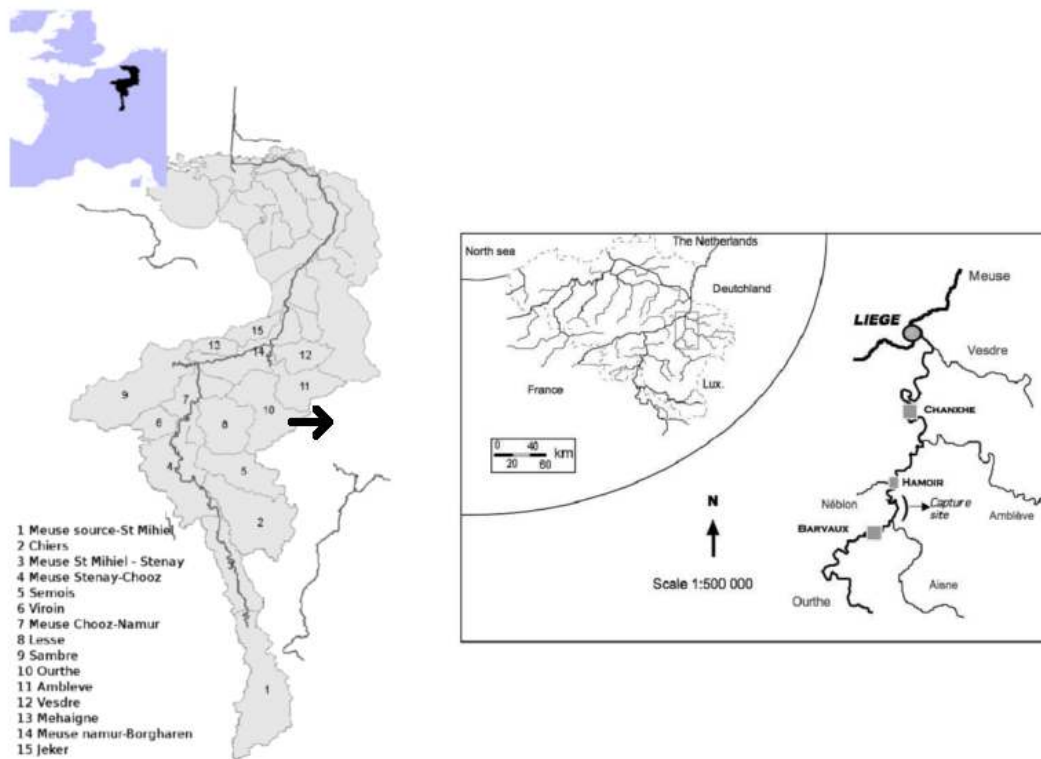 15
13
14
12
11
9
7
10
6
8
4
5
2
3
1
1 Meuse source-St Mihiel
2 Chiers
3 Meuse St Mihiel - Stenay
4 Meuse Stenay-Chooz
5 Semois
6 Viroin
7 Meuse Chooz-Namur
8 Lesse
9 Sambre
10 Ourthe
11 Ambleve
12 Vesdre
13 Mehaigne
14 Meuse namur-Borgharen
15 Jeker
North sea
The Netherlands
Deutchland
France
Lux.
0 40
km
20 60
N
Scale 1:500 000
Meuse
LIEGE
Vesdre
CHANXHE
HAMOIR
Néblon
Capture
site
Amblève
BARVAUX
Aisne
Ourthe